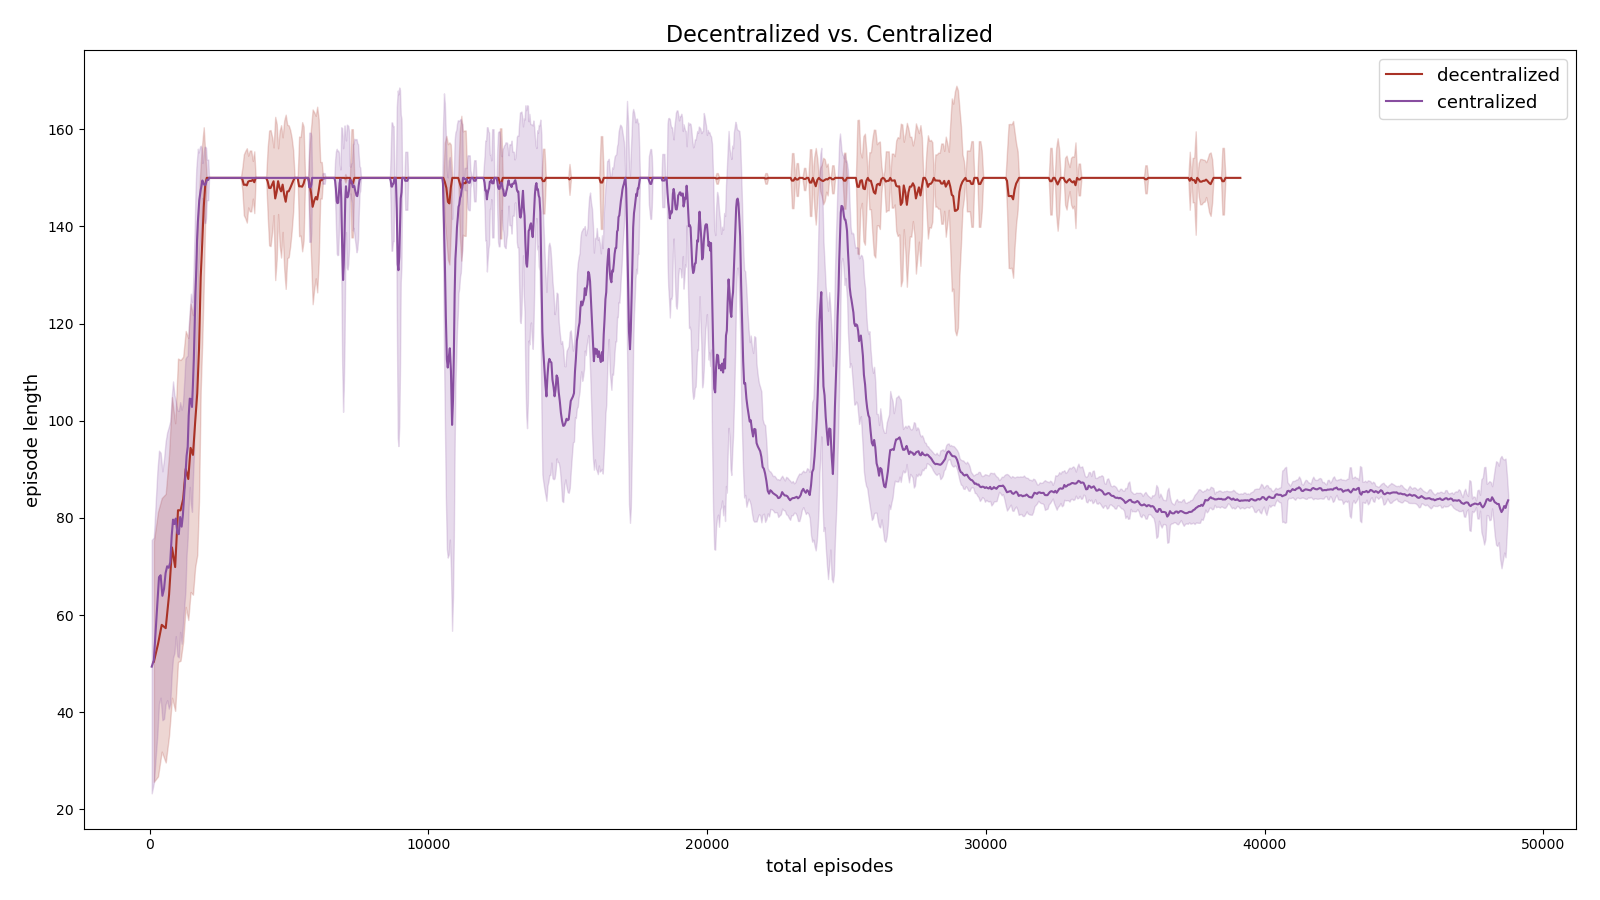 Decentralized vs. Centralized
decentralized
centralized
160
140
120
100
80
60
40
20
episode length
0
10000
20000
30000
40000
50000
total episodes